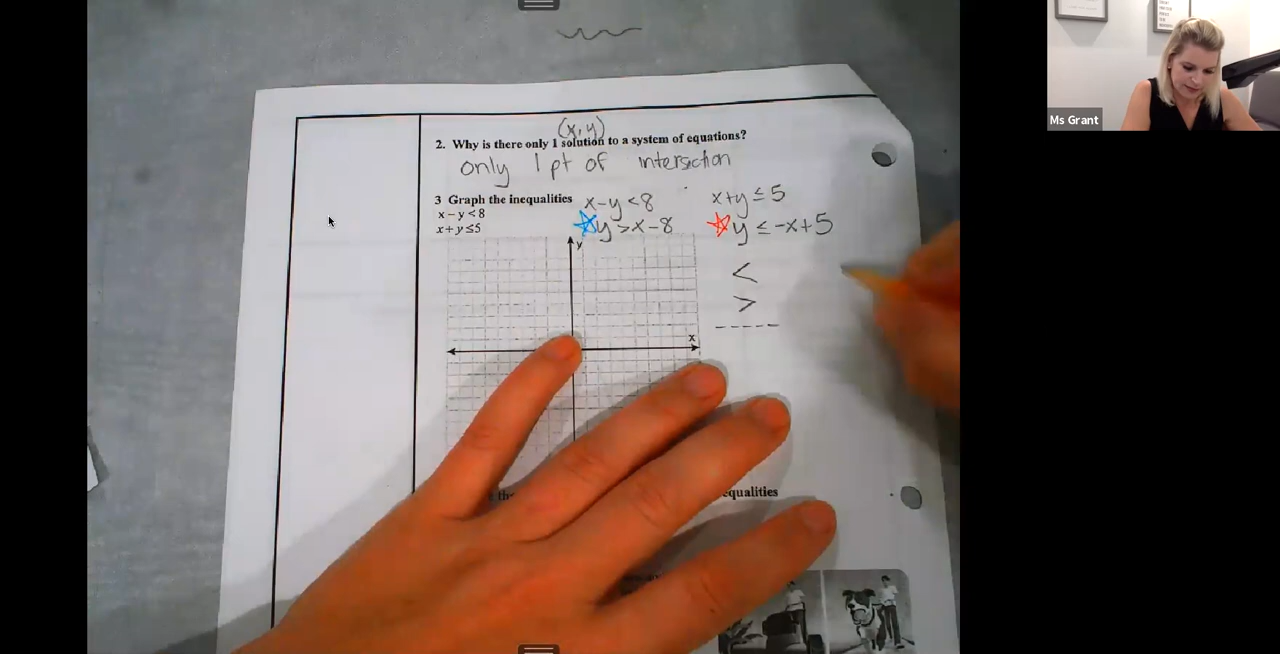 Ms Grant
(x,y)
2. Why is there only 1 solution to a system of equations?
only 1 pt of intersection
3 Graph the inequalities
x – y < 8
x + y ≤ 5
x-y<8
y >x-8
x+y ≤ 5
y ≤ -x+5
<
>
-----
y
x
equalities